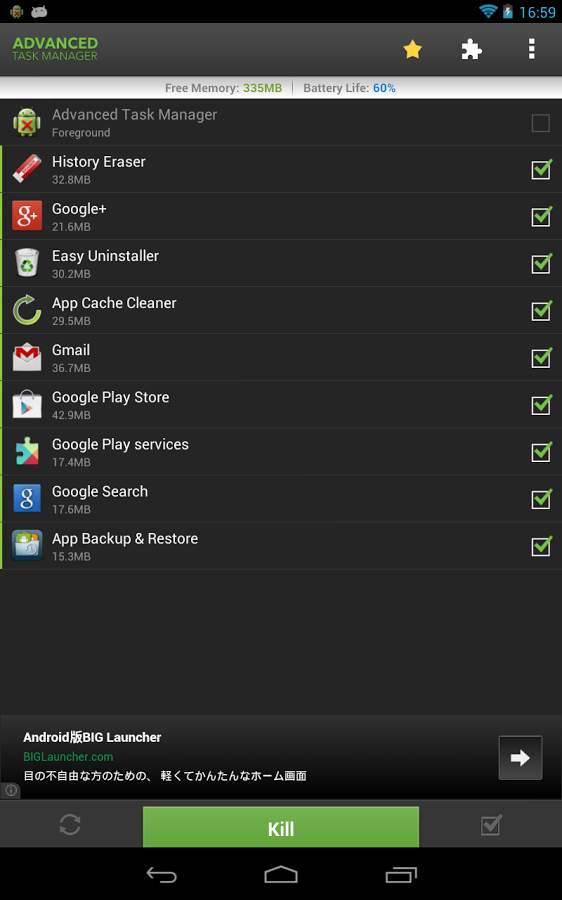 16:59
ADVANCED
TASK MANAGER
Free Memory: 335MB Battery Life: 60%
Advanced Task Manager
Foreground
History Eraser
32.8MB
Google+
21.6MB
Easy Uninstaller
30.2MB
App Cache Cleaner
29.5MB
Gmail
36.7MB
Google Play Store
42.9MB
Google Play services
17.4MB
Google Search
17.6MB
App Backup & Restore
15.3MB
Android版BIG Launcher
BIGLauncher.com
目の不自由な方のための、 軽くてかんたんなホーム画面
Kill